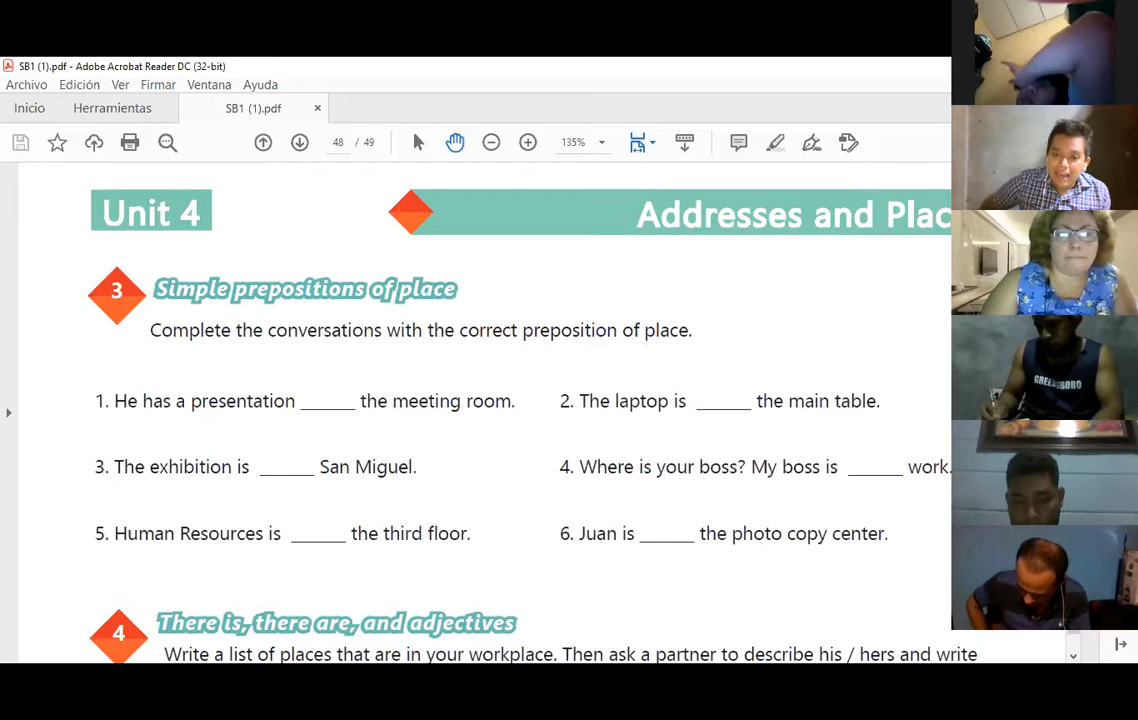 SB1 (1).pdf - Adobe Acrobat Reader DC (32-bit)
Archivo Edición Ver Firmar Ventana Ayuda
Inicio Herramientas SB1 (1).pdf ×
48 / 49 135%
Unit 4 Addresses and Plac
3 Simple prepositions of place
Complete the conversations with the correct preposition of place.
1. He has a presentation ______ the meeting room. 2. The laptop is ______ the main table.
3. The exhibition is ______ San Miguel. 4. Where is your boss? My boss is ______ work.
5. Human Resources is ______ the third floor. 6. Juan is ______ the photo copy center.
4 There is, there are, and adjectives
Write a list of places that are in your workplace. Then ask a partner to describe his / hers and write
GREENSBORO